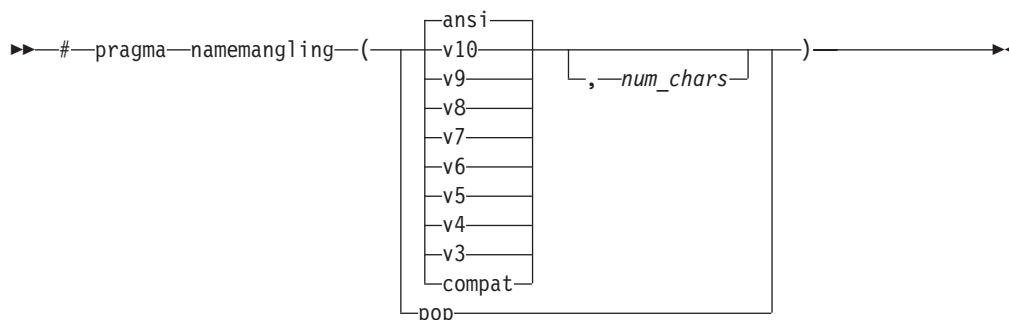 ansi
# pragma namemangling ( v10 )
, num_chars
v9
v8
v7
v6
v5
v4
v3
compat
pop